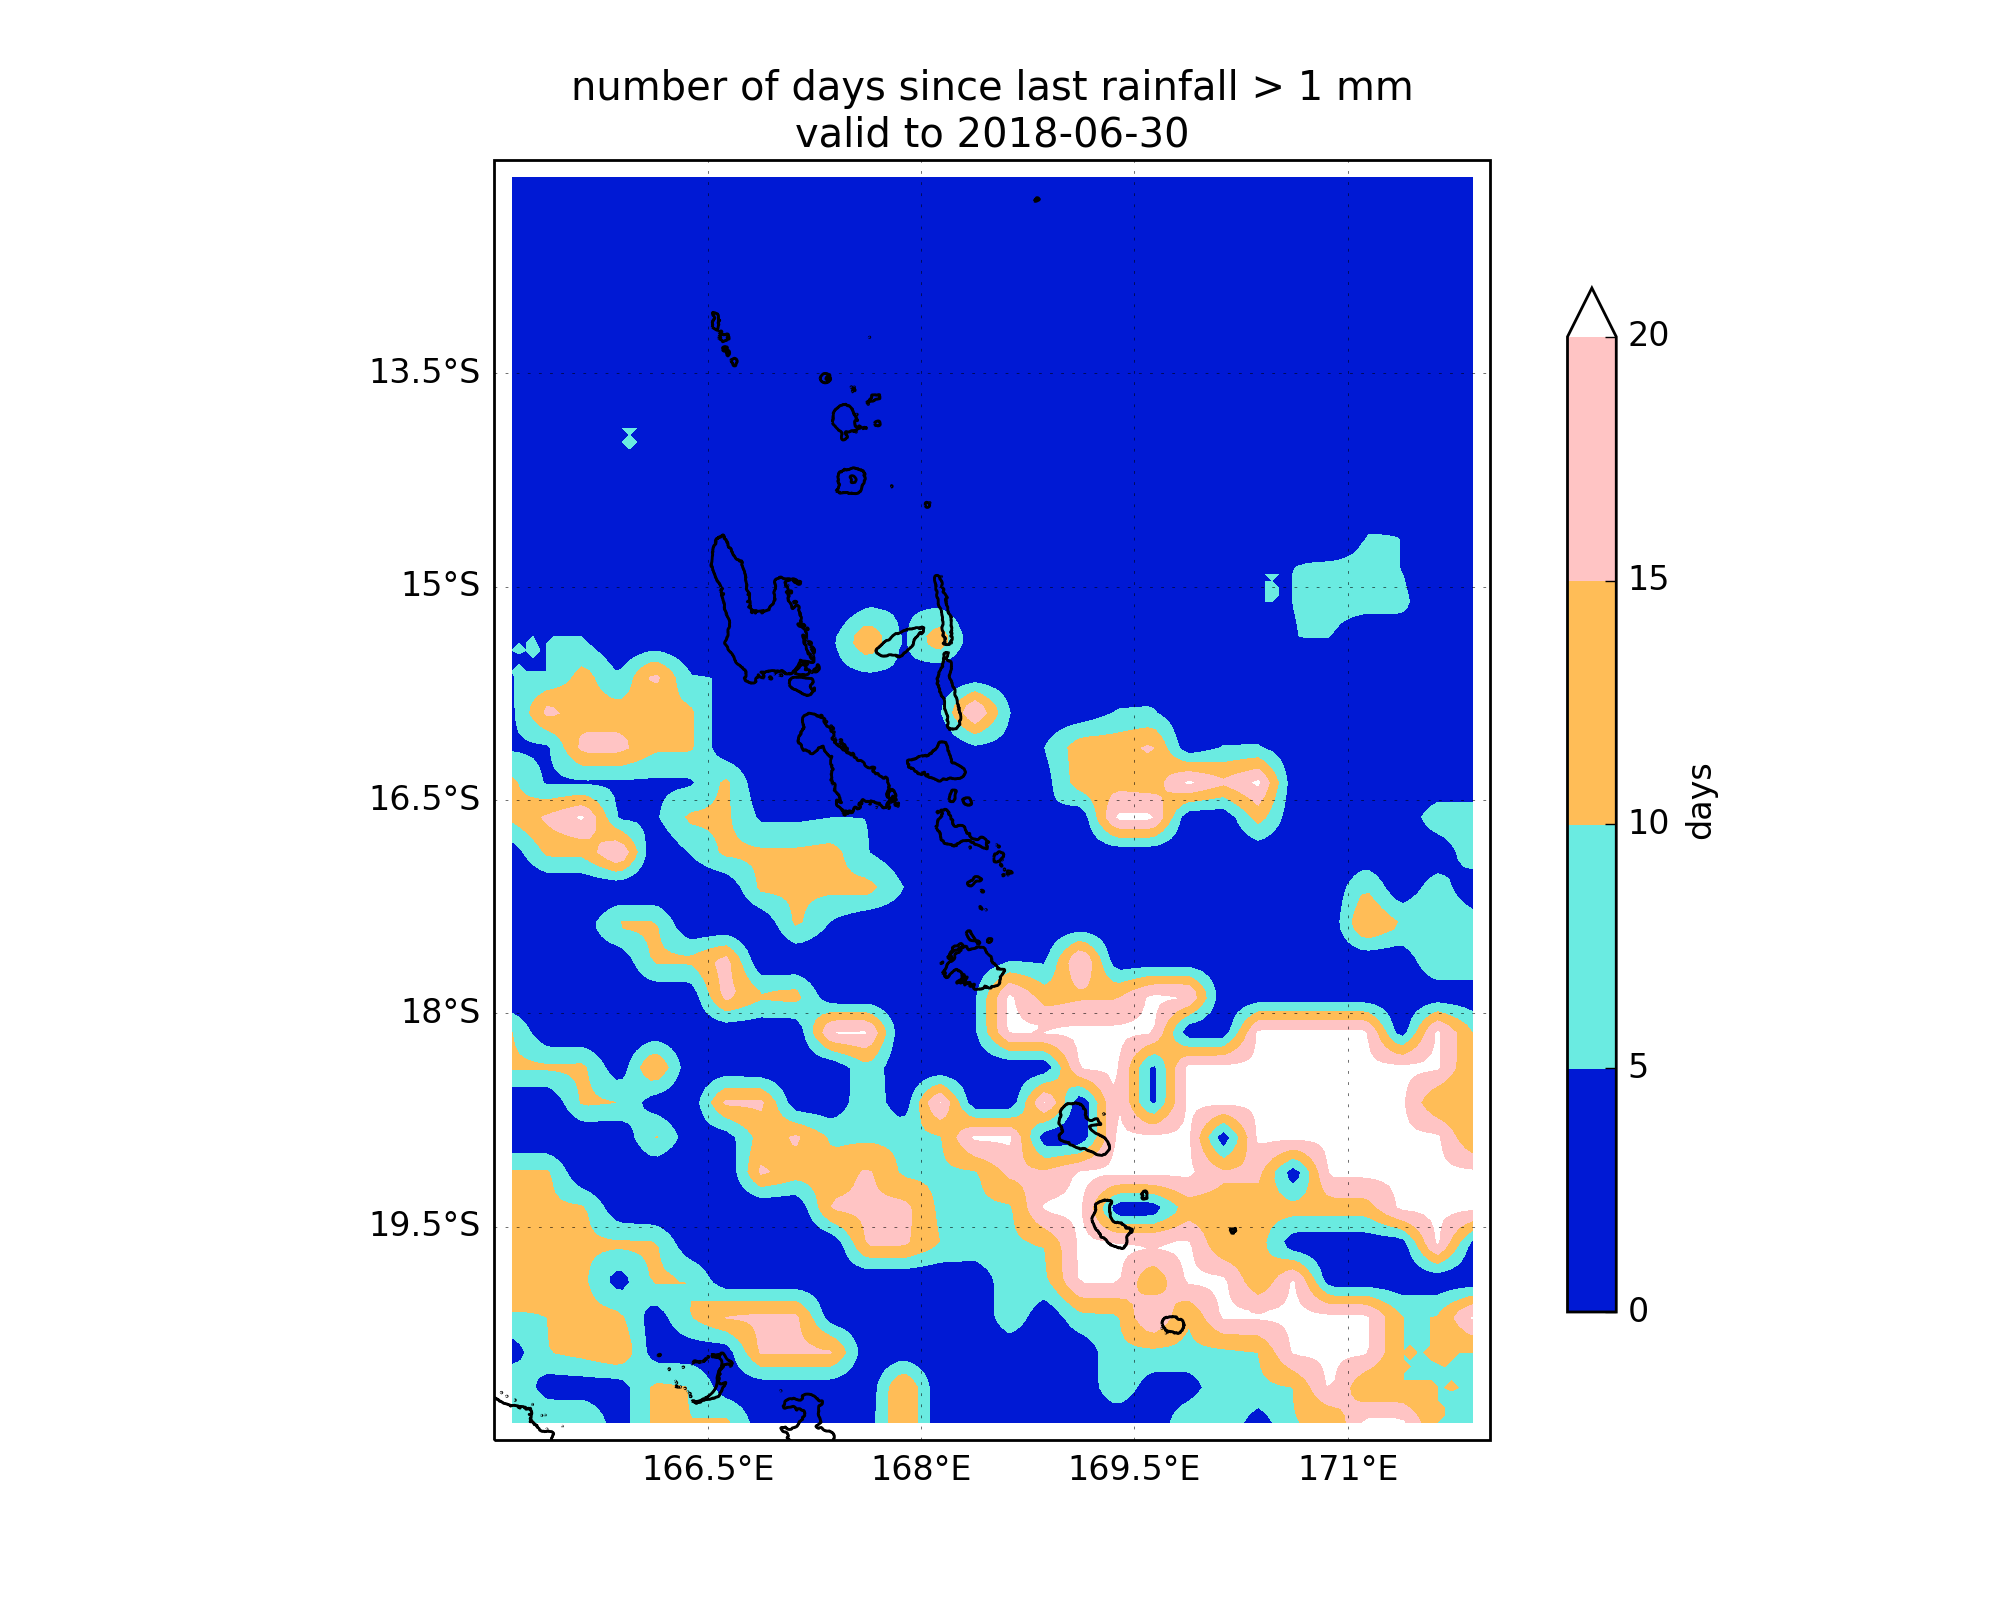 number of days since last rainfall > 1 mm
valid to 2018-06-30
13.5°S
15°S
16.5°S
18°S
19.5°S
166.5°E
168°E
169.5°E
171°E
20
15
10
5
0
days